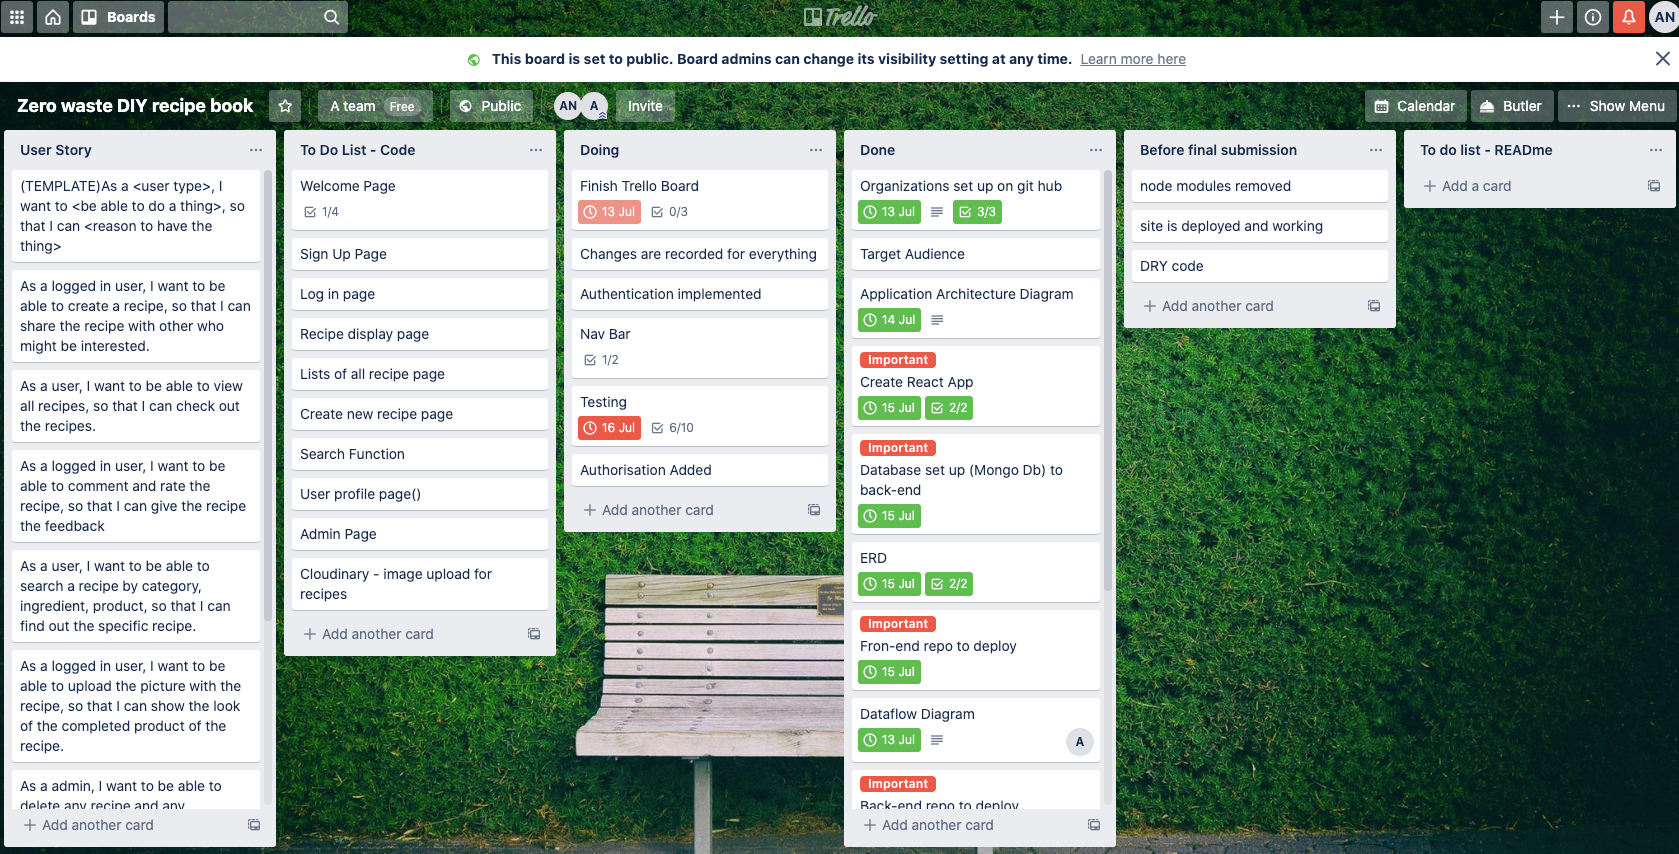 Boards
Trello
AN
This board is set to public. Board admins can change its visibility setting at any time. Learn more here
Zero waste DIY recipe book
A team Free
Public
AN
A
Invite
Calendar
Butler
Show Menu
User Story
(TEMPLATE)As a <user type>, I
want to <be able to do a thing>, so
that I can <reason to have the
thing>
As a logged in user, I want to be
able to create a recipe, so that I can
share the recipe with other who
might be interested.
As a user, I want to be able to view
all recipes, so that I can check out
the recipes.
As a logged in user, I want to be
able to comment and rate the
recipe, so that I can give the recipe
the feedback
As a user, I want to be able to
search a recipe by category,
ingredient, product, so that I can
find out the specific recipe.
As a logged in user, I want to be
able to upload the picture with the
recipe, so that I can show the look
of the completed product of the
recipe.
As a admin, I want to be able to
delete any recipe and any
Add another card
To Do List - Code
Welcome Page
1/4
Sign Up Page
Log in page
Recipe display page
Lists of all recipe page
Create new recipe page
Search Function
User profile page()
Admin Page
Cloudinary - image upload for
recipes
Add another card
Doing
Finish Trello Board
13 Jul 0/3
Changes are recorded for everything
Authentication implemented
Nav Bar
1/2
Testing
16 Jul 6/10
Authorisation Added
Add another card
Done
Organizations set up on git hub
13 Jul 3/3
Target Audience
Application Architecture Diagram
14 Jul
Important
Create React App
15 Jul 2/2
Important
Database set up (Mongo Db) to
back-end
15 Jul
ERD
15 Jul 2/2
Important
Fron-end repo to deploy
15 Jul
Dataflow Diagram
13 Jul
A
Important
Back-end repo to deploy
Add another card
Before final submission
node modules removed
site is deployed and working
DRY code
Add another card
To do list - READme
Add a card